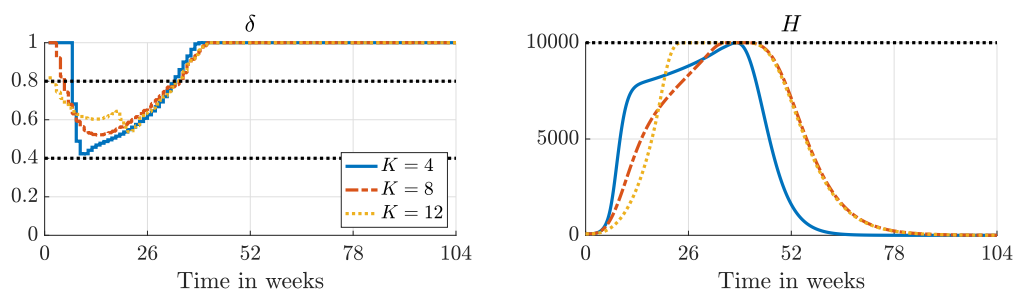 δ
1
0.8
0.6
0.4
0.2
0
K = 4
K = 8
K = 12
0 26 52 78 104
Time in weeks
H
10000
5000
0
0 26 52 78 104
Time in weeks